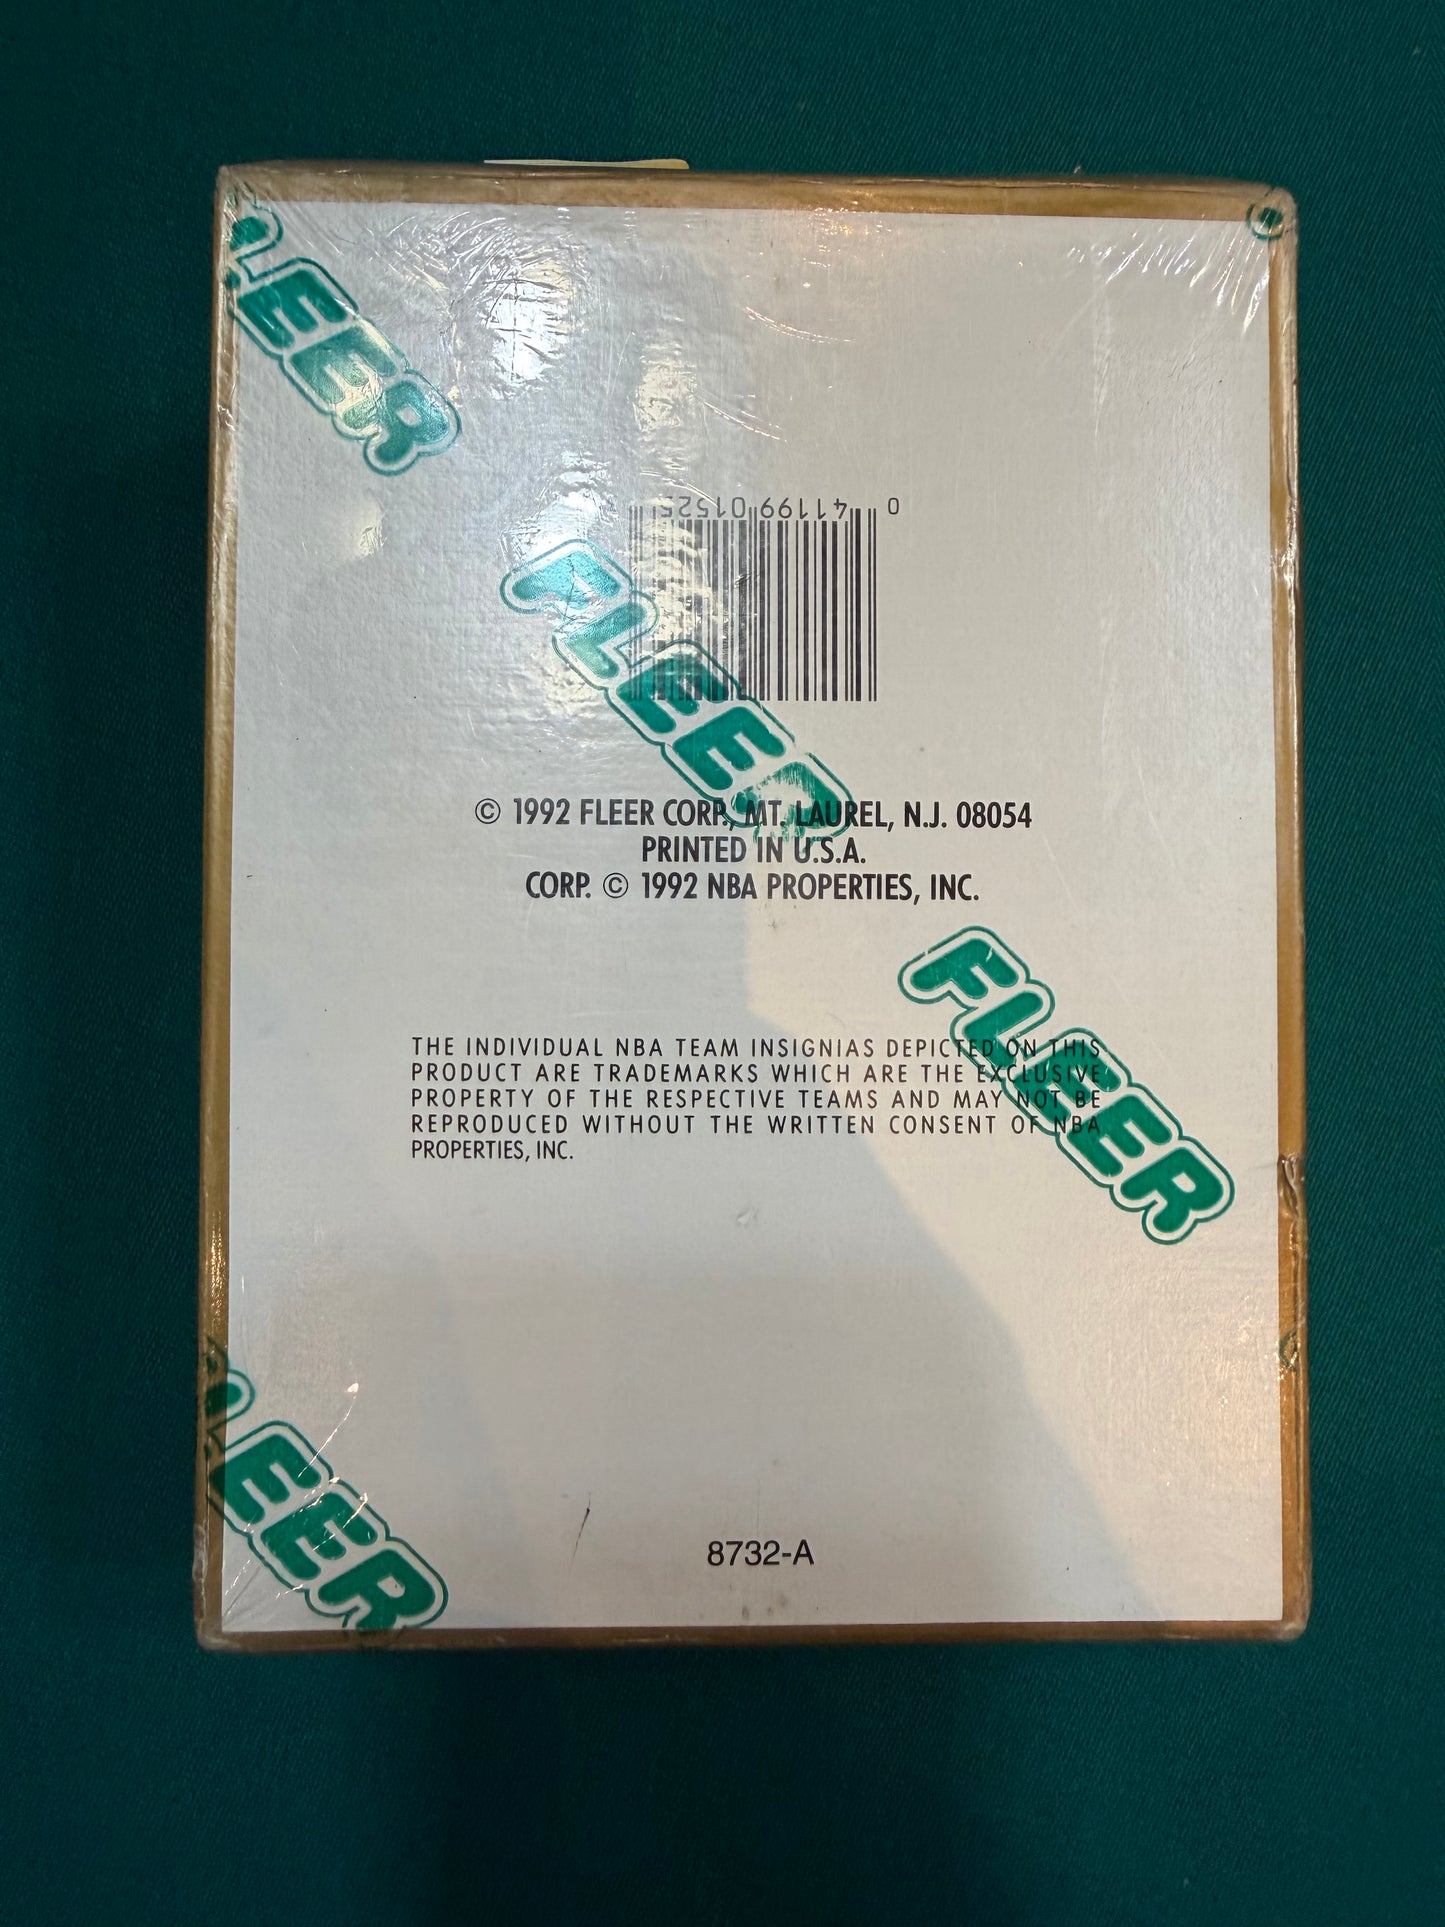 FLEER
0 41199 01525
FLEER
© 1992 FLEER CORP., MT. LAUREL, N.J. 08054
PRINTED IN U.S.A.
CORP. © 1992 NBA PROPERTIES, INC.
FLEER
THE INDIVIDUAL NBA TEAM INSIGNIAS DEPICTED ON THIS
PRODUCT ARE TRADEMARKS WHICH ARE THE EXCLUSIVE
PROPERTY OF THE RESPECTIVE TEAMS AND MAY NOT BE
REPRODUCED WITHOUT THE WRITTEN CONSENT OF NBA
PROPERTIES, INC.
FLEER
8732-A